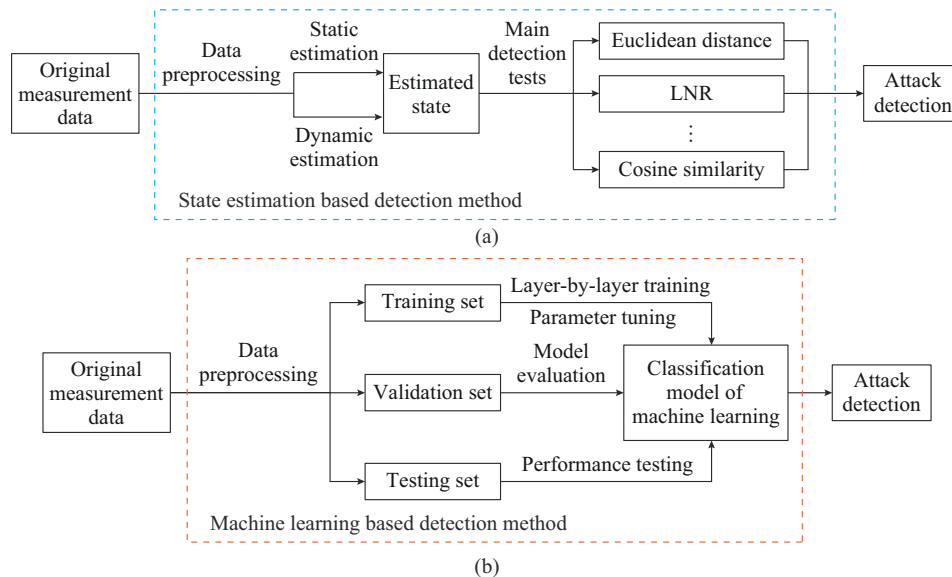 Original
measurement
data
Data
preprocessing
Static
estimation
Dynamic
estimation
Estimated
state
Main
detection
tests
Euclidean distance
LNR
⋮
Cosine similarity
Attack
detection
State estimation based detection method
(a)
Original
measurement
data
Data
preprocessing
Training set
Layer-by-layer training
Parameter tuning
Validation set
Model
evaluation
Testing set
Performance testing
Classification
model of
machine learning
Attack
detection
Machine learning based detection method
(b)